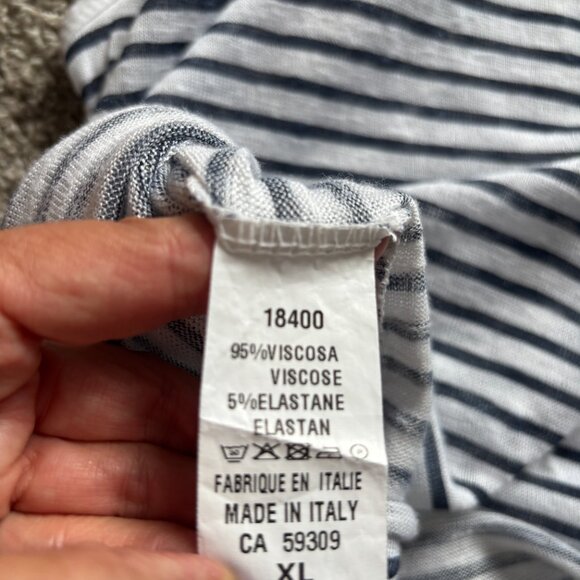 18400
95%VISCOSA
VISCOSE
5%ELASTANE
ELASTAN
FABRIQUE EN ITALIE
MADE IN ITALY
CA 59309
XL